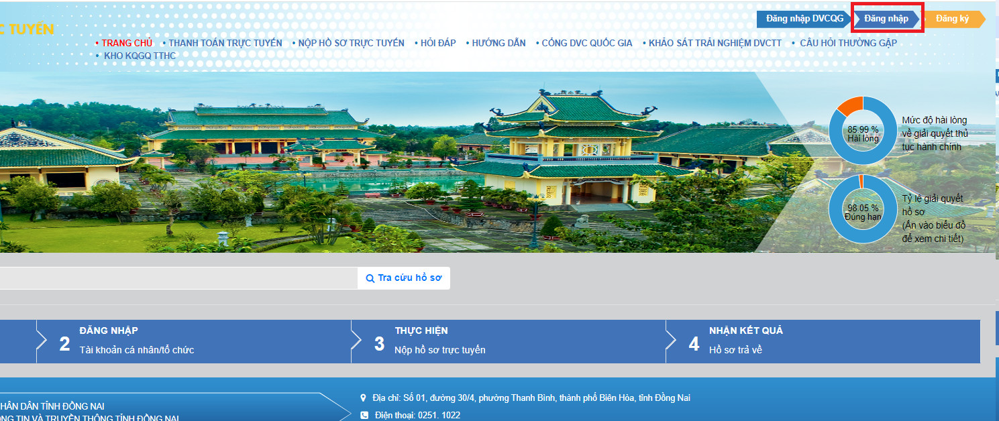 Đăng nhập DVCQG Đăng nhập Đăng ký
C TUYẾN
• TRANG CHỦ • THANH TOÁN TRỰC TUYẾN • NỘP HỒ SƠ TRỰC TUYẾN • HỎI ĐÁP • HƯỚNG DẪN • CỔNG DVC QUỐC GIA • KHẢO SÁT TRẢI NGHIỆM DVCTT • CÂU HỎI THƯỜNG GẶP
• KHO KQGQ TTHC
85.99 %
Hài lòng
Mức độ hài lòng
về giải quyết thủ
tục hành chính
98.05 %
Đúng hạn
Tỷ lệ giải quyết
hồ sơ
(Ấn vào biểu đồ
để xem chi tiết)
Tra cứu hồ sơ
2 ĐĂNG NHẬP
Tài khoản cá nhân/tổ chức
3 THỰC HIỆN
Nộp hồ sơ trực tuyến
4 NHẬN KẾT QUẢ
Hồ sơ trả về
HÂN DÂN TỈNH ĐỒNG NAI
NG TIN VÀ TRUYỀN THÔNG TỈNH ĐỒNG NAI
Địa chỉ: Số 01, đường 30/4, phường Thanh Bình, thành phố Biên Hòa, tỉnh Đồng Nai
Điện thoại: 0251. 1022